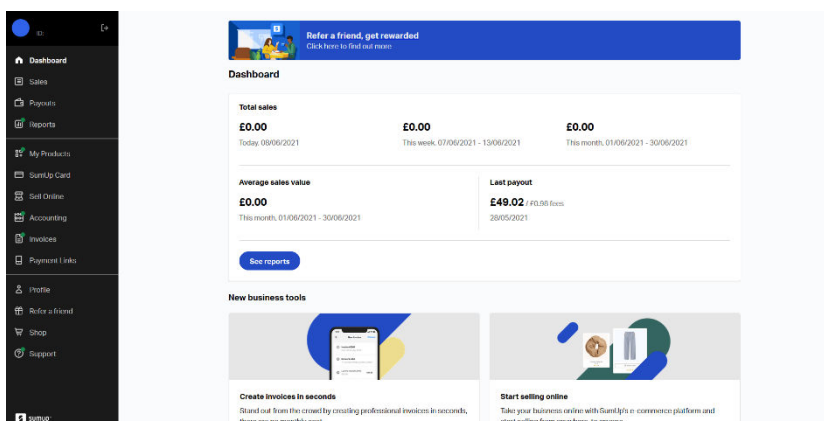 ID:
Dashboard
Sales
Payouts
Reports
My Products
SumUp Card
Sell Online
Accounting
Invoices
Payment Links
Profile
Refer a friend
Shop
Support
sumup
Refer a friend, get rewarded
Click here to find out more
Dashboard
Total sales
£0.00
Today, 08/06/2021
£0.00
This week, 07/06/2021 - 13/06/2021
£0.00
This month, 01/06/2021 - 30/06/2021
Average sales value
£0.00
This month, 01/06/2021 - 30/06/2021
Last payout
£49.02 / £0.98 fees
28/05/2021
See reports
New business tools
Create invoices in seconds
Stand out from the crowd by creating professional invoices in seconds,
Start selling online
Take your business online with SumUp's e-commerce platform and